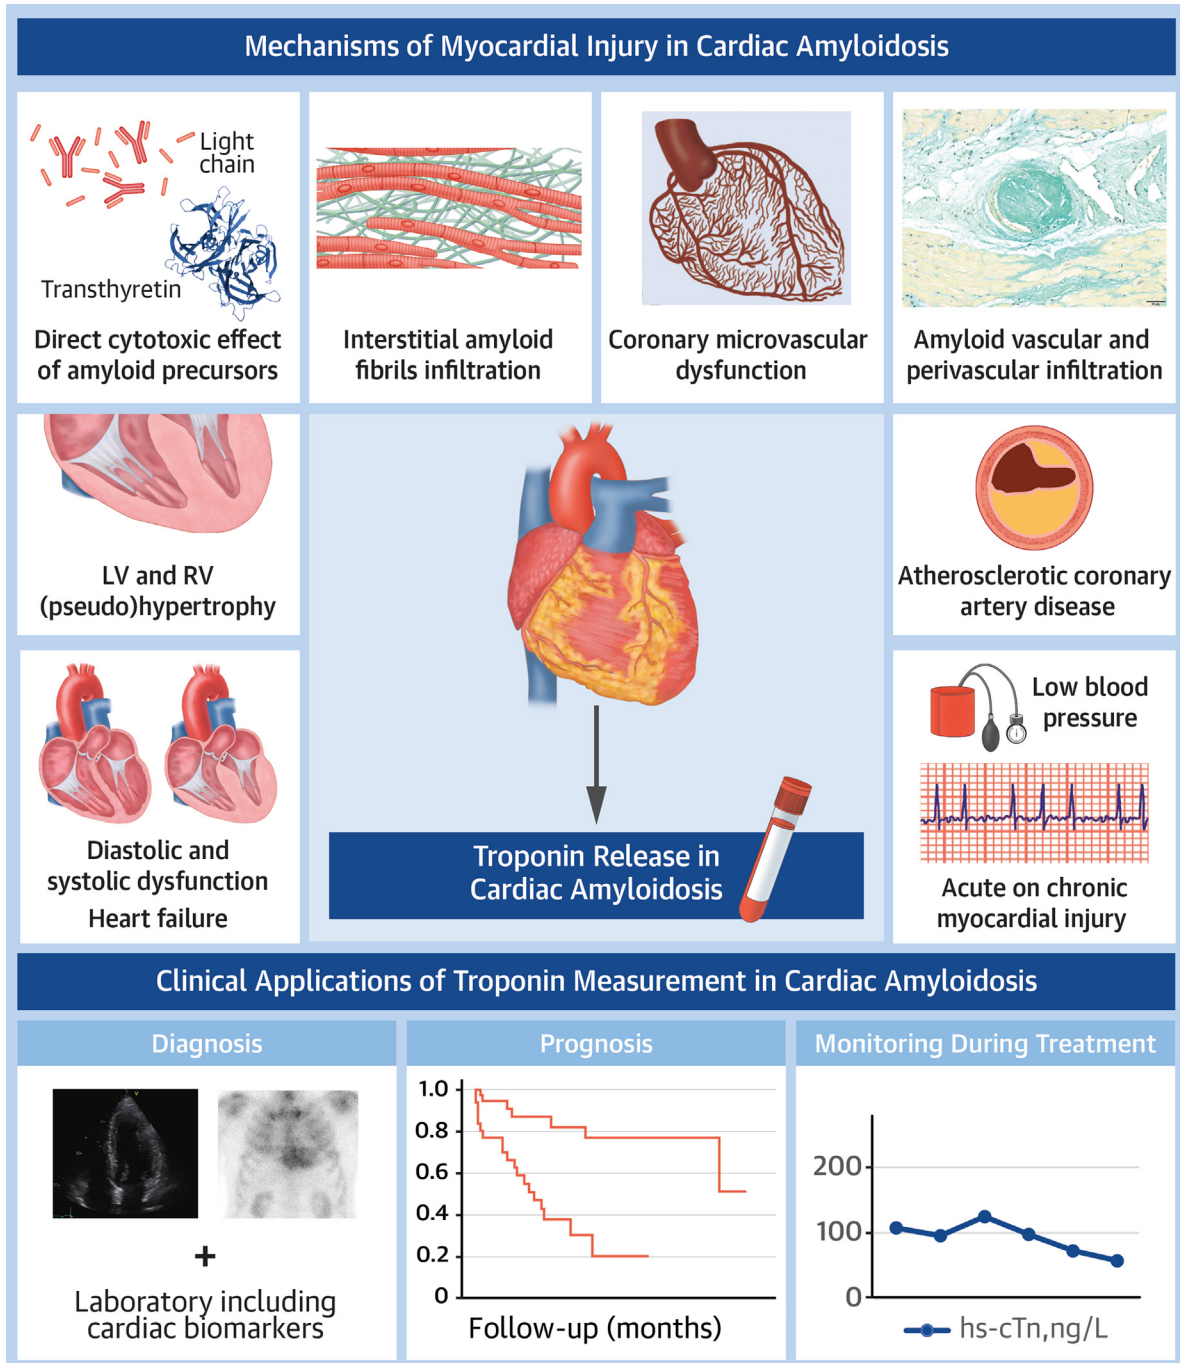 Mechanisms of Myocardial Injury in Cardiac Amyloidosis
Light
chain
Transthyretin
Direct cytotoxic effect
of amyloid precursors
Interstitial amyloid
fibrils infiltration
Coronary microvascular
dysfunction
Amyloid vascular and
perivascular infiltration
LV and RV
(pseudo)hypertrophy
Atherosclerotic coronary
artery disease
Diastolic and
systolic dysfunction
Heart failure
Troponin Release in
Cardiac Amyloidosis
Low blood
pressure
Acute on chronic
myocardial injury
Clinical Applications of Troponin Measurement in Cardiac Amyloidosis
Diagnosis
+
Laboratory including
cardiac biomarkers
Prognosis
1.0
0.8
0.6
0.4
0.2
0
Follow-up (months)
Monitoring During Treatment
200
100
0
hs-cTn,ng/L